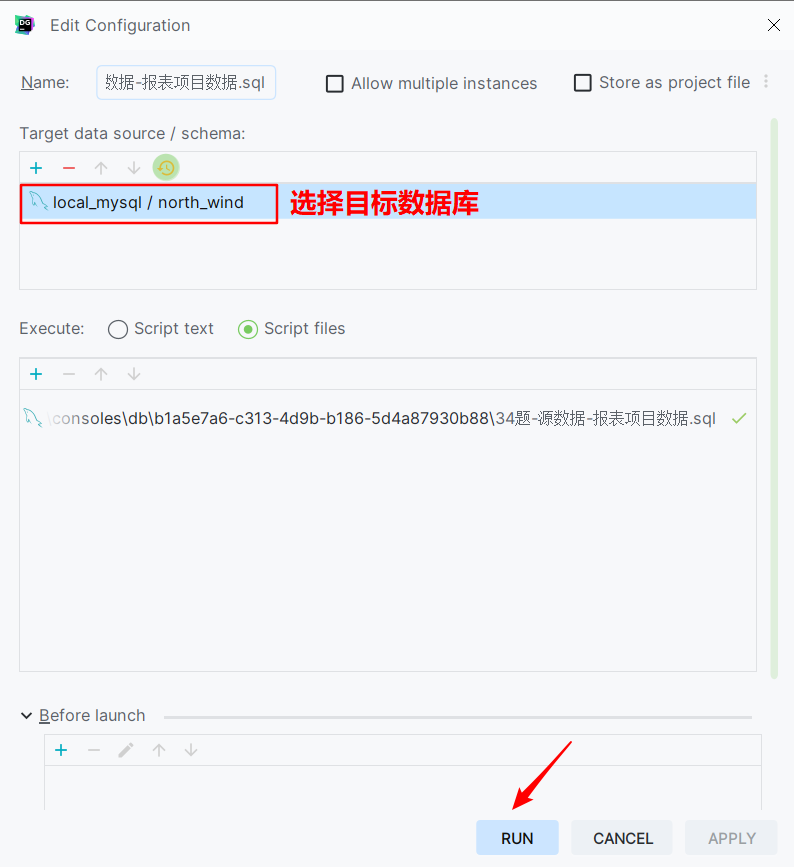 DG
Edit Configuration
Name: 数据-报表项目数据.sql Allow multiple instances Store as project file
Target data source / schema:
local_mysql / north_wind 选择目标数据库
Execute: Script text Script files
\consoles\db\b1a5e7a6-c313-4d9b-b186-5d4a87930b88\34题-源数据-报表项目数据.sql
Before launch
RUN CANCEL APPLY